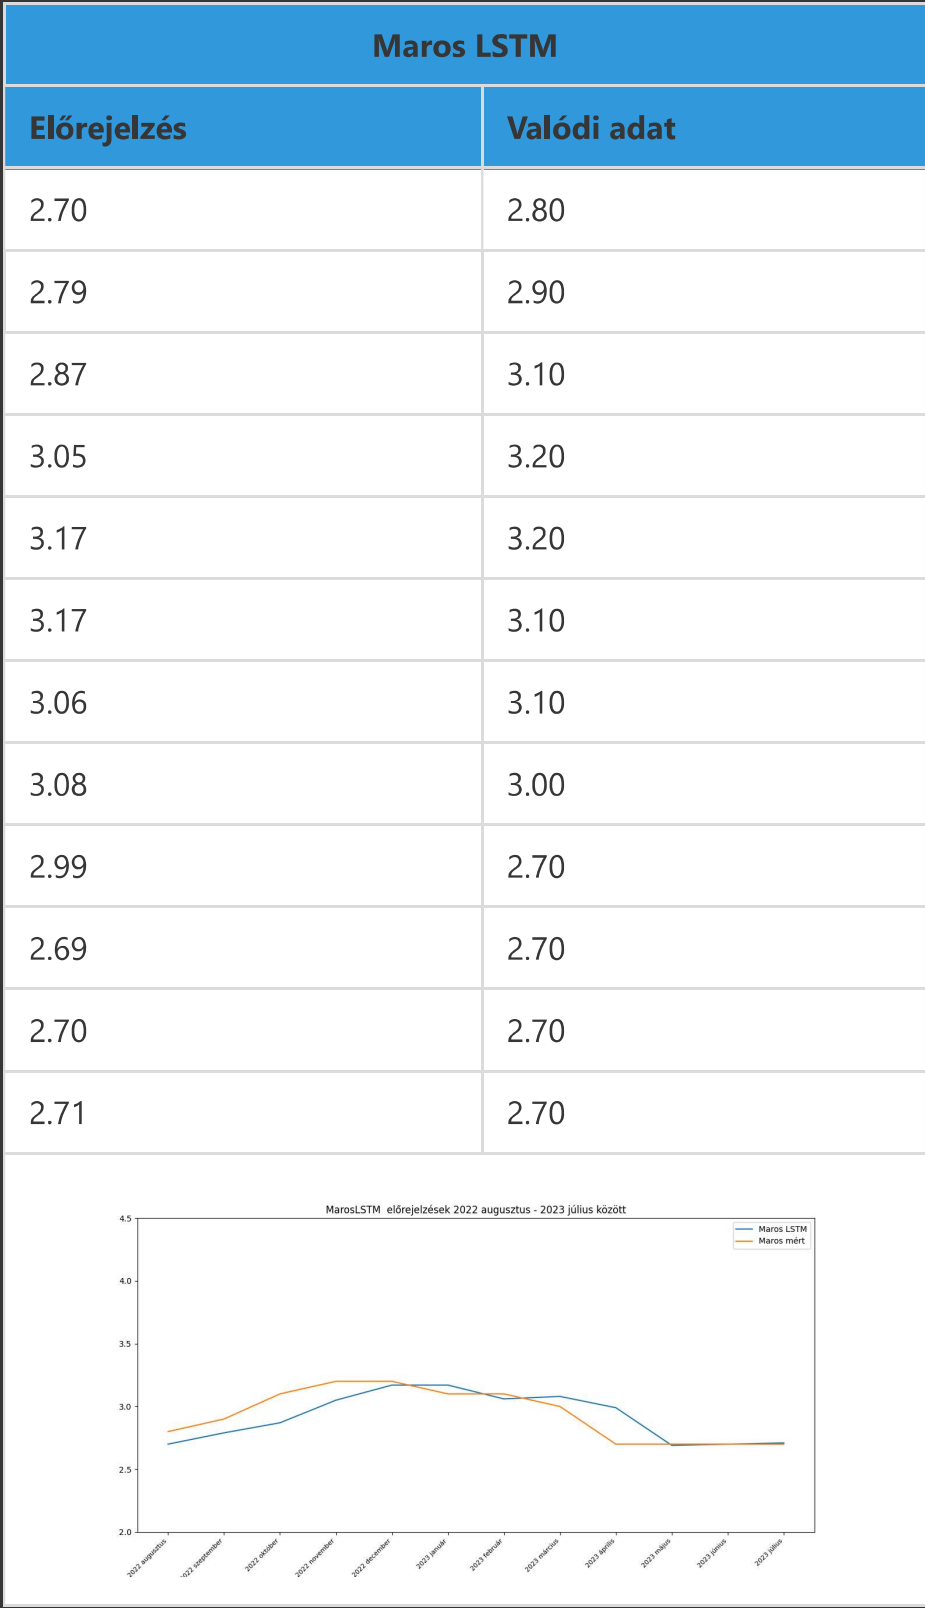 Maros LSTM
Előrejelzés Valódi adat
2.70 2.80
2.79 2.90
2.87 3.10
3.05 3.20
3.17 3.20
3.17 3.10
3.06 3.10
3.08 3.00
2.99 2.70
2.69 2.70
2.70 2.70
2.71 2.70
MarosLSTM előrejelzések 2022 augusztus - 2023 július között
Maros LSTM
Maros mért
4.5
4.0
3.5
3.0
2.5
2.0
2022 augusztus
2022 szeptember
2022 október
2022 november
2022 december
2023 január
2023 február
2023 március
2023 április
2023 május
2023 június
2023 július